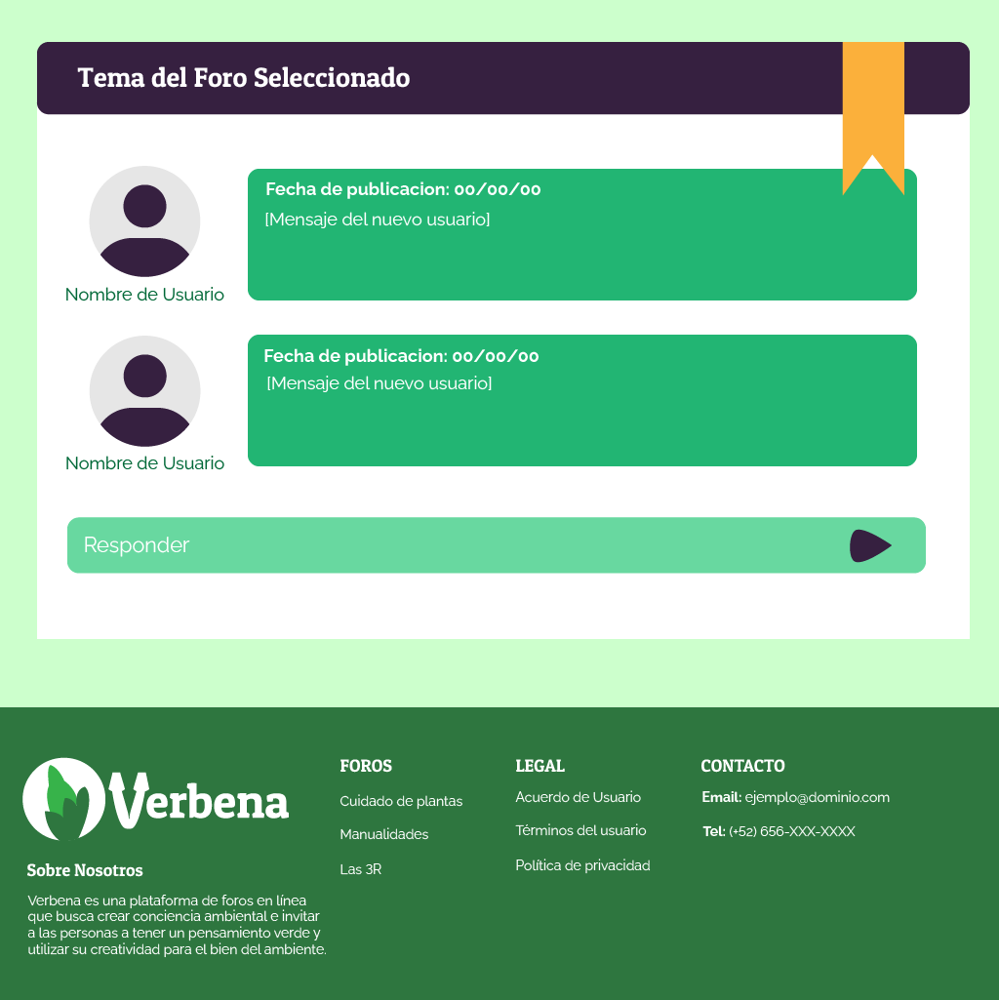 Tema del Foro Seleccionado
Fecha de publicacion: 00/00/00
[Mensaje del nuevo usuario]
Nombre de Usuario
Fecha de publicacion: 00/00/00
[Mensaje del nuevo usuario]
Nombre de Usuario
Responder
Verbena
Sobre Nosotros
Verbena es una plataforma de foros en línea
que busca crear conciencia ambiental e invitar
a las personas a tener un pensamiento verde y
utilizar su creatividad para el bien del ambiente.
FOROS
Cuidado de plantas
Manualidades
Las 3R
LEGAL
Acuerdo de Usuario
Términos del usuario
Política de privacidad
CONTACTO
Email: ejemplo@dominio.com
Tel: (+52) 656-XXX-XXXX